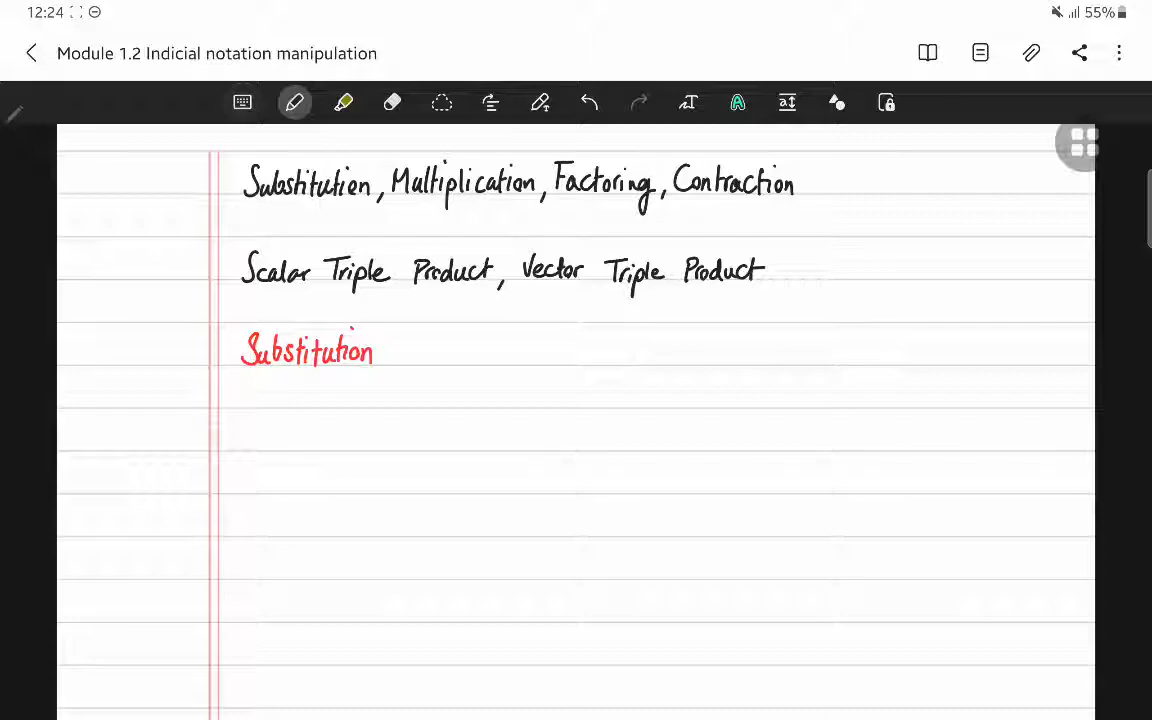 12:24 55%
Module 1.2 Indicial notation manipulation
Substitution, Multiplication, Factoring, Contraction
Scalar Triple Product, Vector Triple Product
Substitution